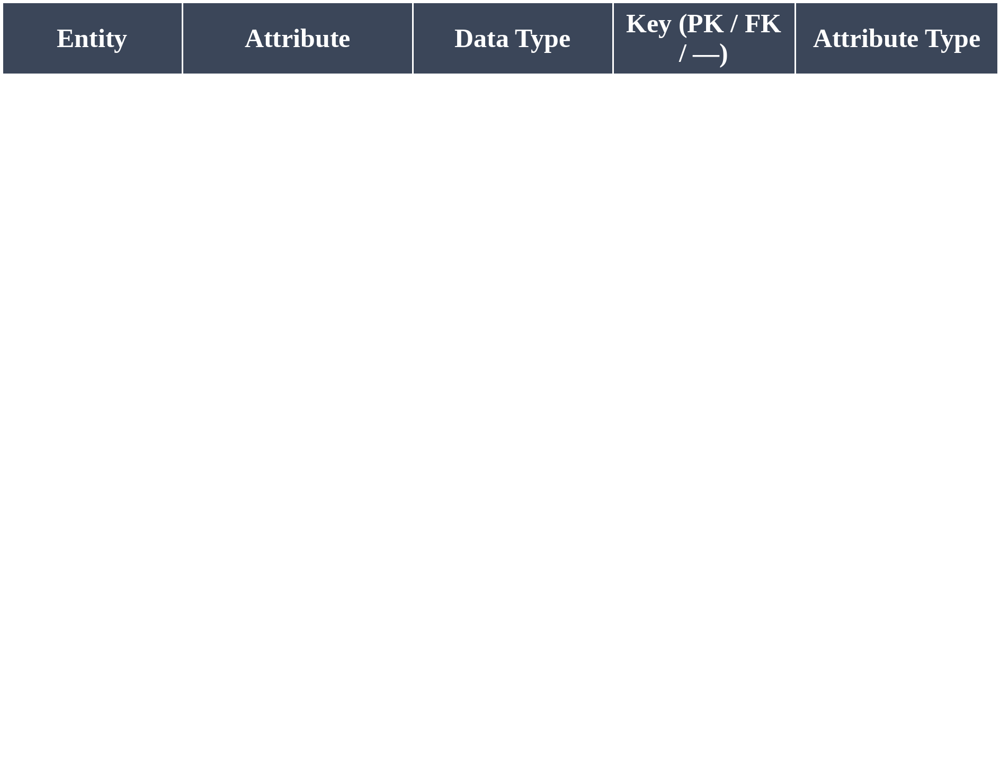 Entity
Attribute
Data Type
Key (PK / FK
/ —)
Attribute Type